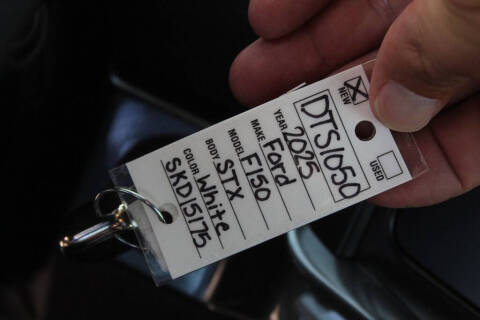 NEW USED
DTS1050
YEAR 2025
MAKE Ford
MODEL F150
BODY STX
COLOR White
SKD15175